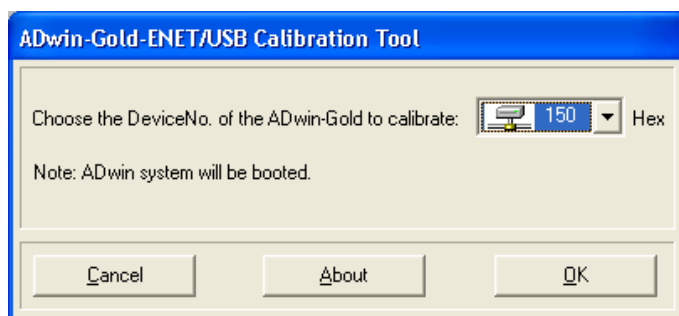 ADwin-Gold-ENET/USB Calibration Tool
Choose the DeviceNo. of the ADwin-Gold to calibrate: 150 Hex
Note: ADwin system will be booted.
Cancel About OK